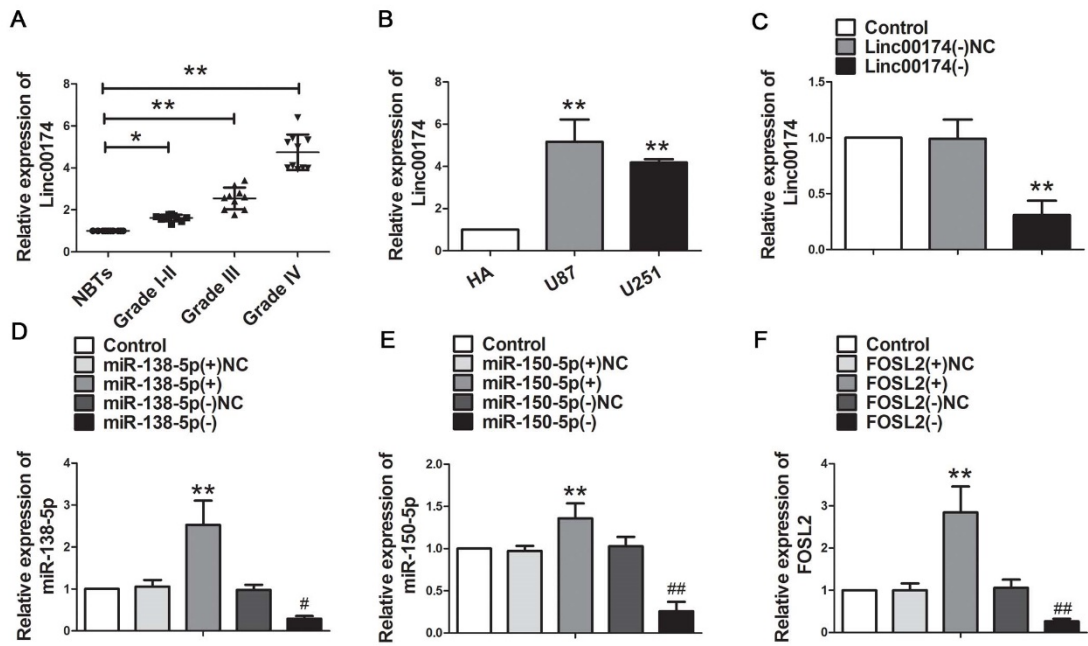 A
Relative expression of
Linc00174
8
6
4
2
0
**
**
*
NBTs
Grade I-II
Grade III
Grade IV
B
Relative expression of
Linc00174
8
6
4
2
0
**
**
HA
U87
U251
C
Control
Linc00174(-)NC
Linc00174(-)
Relative expression of
Linc00174
1.5
1.0
0.5
0.0
**
D
Control
miR-138-5p(+)NC
miR-138-5p(+)
miR-138-5p(-)NC
miR-138-5p(-)
Relative expression of
miR-138-5p
4
3
2
1
0
**
#
E
Control
miR-150-5p(+)NC
miR-150-5p(+)
miR-150-5p(-)NC
miR-150-5p(-)
Relative expression of
miR-150-5p
2.0
1.5
1.0
0.5
0.0
**
##
F
Control
FOSL2(+)NC
FOSL2(+)
FOSL2(-)NC
FOSL2(-)
Relative expression of
FOSL2
4
3
2
1
0
**
##